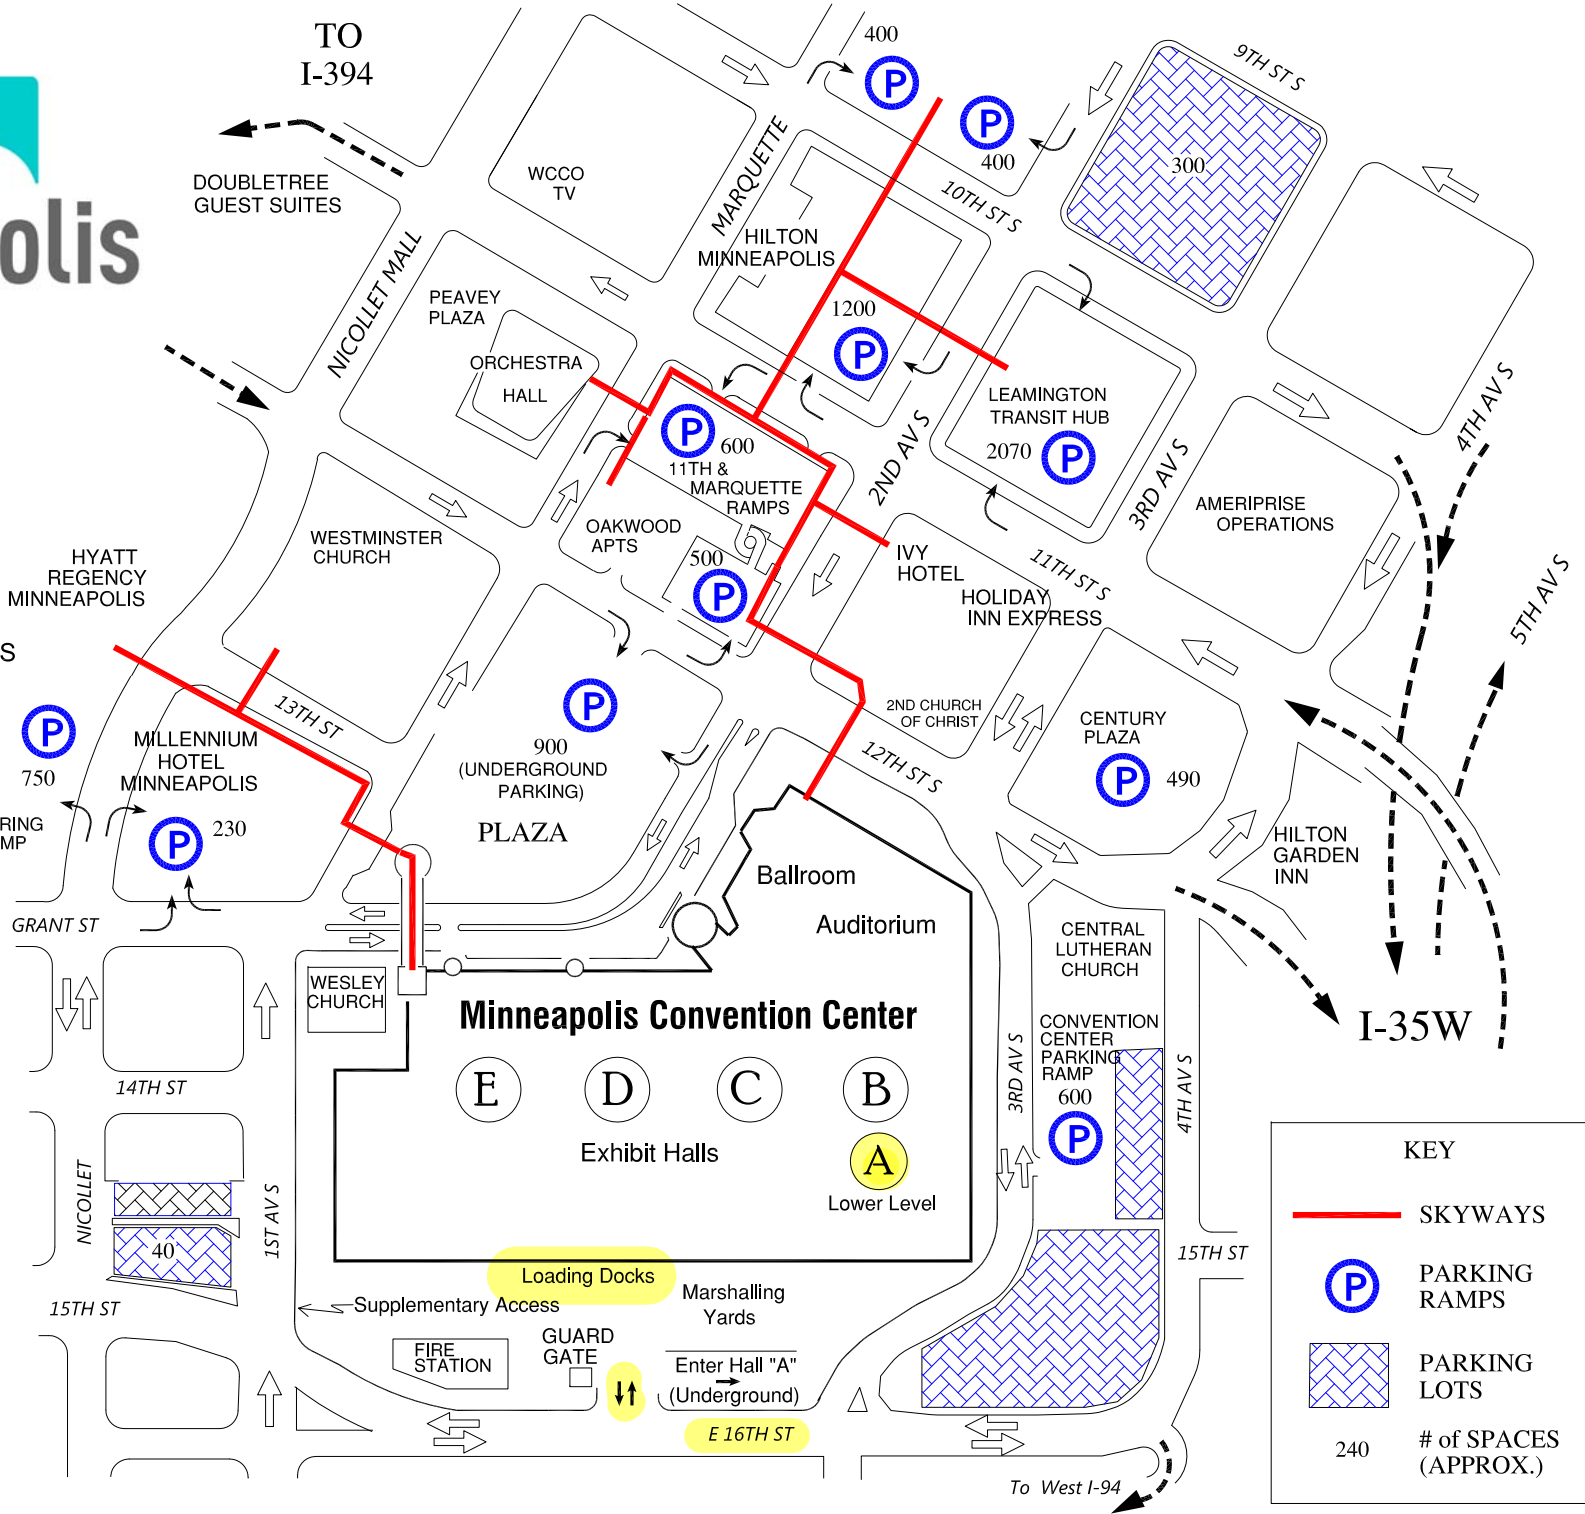 TO
I-394
400
400
9TH ST S
300
10TH ST S
MARQUETTE
WCCO
TV
DOUBLETREE
GUEST SUITES
olis
HILTON
MINNEAPOLIS
NICOLLET MALL
PEAVEY
PLAZA
1200
ORCHESTRA
HALL
LEAMINGTON
TRANSIT HUB
2070
4TH AV S
2ND AV S
3RD AV S
600
11TH &
MARQUETTE
RAMPS
AMERIPRISE
OPERATIONS
OAKWOOD
APTS
500
WESTMINSTER
CHURCH
HYATT
REGENCY
MINNEAPOLIS
IVY
HOTEL
11TH ST S
HOLIDAY
INN EXPRESS
5TH AV S
S
13TH ST
2ND CHURCH
OF CHRIST
12TH ST S
CENTURY
PLAZA
490
750
RING
MP
MILLENNIUM
HOTEL
MINNEAPOLIS
230
900
(UNDERGROUND
PARKING)
PLAZA
HILTON
GARDEN
INN
Ballroom
Auditorium
GRANT ST
CENTRAL
LUTHERAN
CHURCH
WESLEY
CHURCH
Minneapolis Convention Center
I-35W
CONVENTION
CENTER
PARKING
RAMP
600
3RD AV S
4TH AV S
E
D
C
B
A
Exhibit Halls
Lower Level
14TH ST
NICOLLET
1ST AV S
40
15TH ST
15TH ST
Loading Docks
Supplementary Access
Marshalling
Yards
FIRE
STATION
GUARD
GATE
Enter Hall "A"
(Underground)
E 16TH ST
To West I-94
KEY
SKYWAYS
P
PARKING
RAMPS
PARKING
LOTS
240
# of SPACES
(APPROX.)